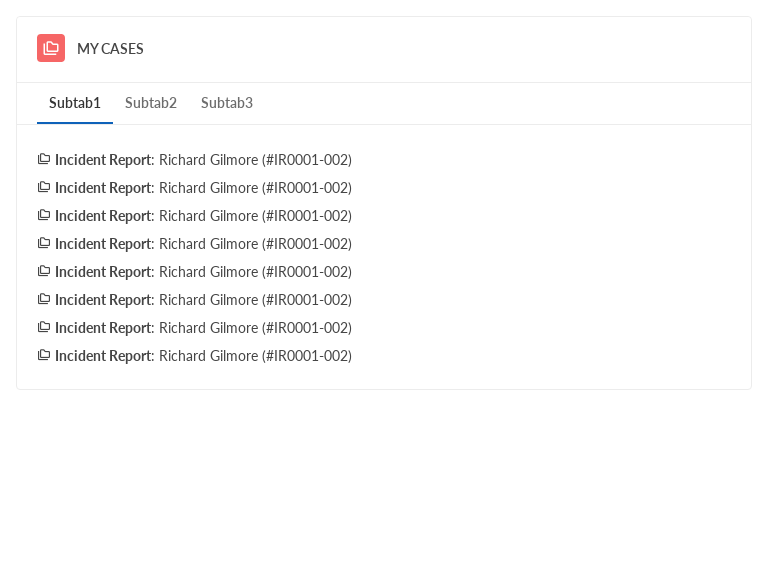 MY CASES
Subtab1 Subtab2 Subtab3
Incident Report: Richard Gilmore (#IR0001-002)
Incident Report: Richard Gilmore (#IR0001-002)
Incident Report: Richard Gilmore (#IR0001-002)
Incident Report: Richard Gilmore (#IR0001-002)
Incident Report: Richard Gilmore (#IR0001-002)
Incident Report: Richard Gilmore (#IR0001-002)
Incident Report: Richard Gilmore (#IR0001-002)
Incident Report: Richard Gilmore (#IR0001-002)